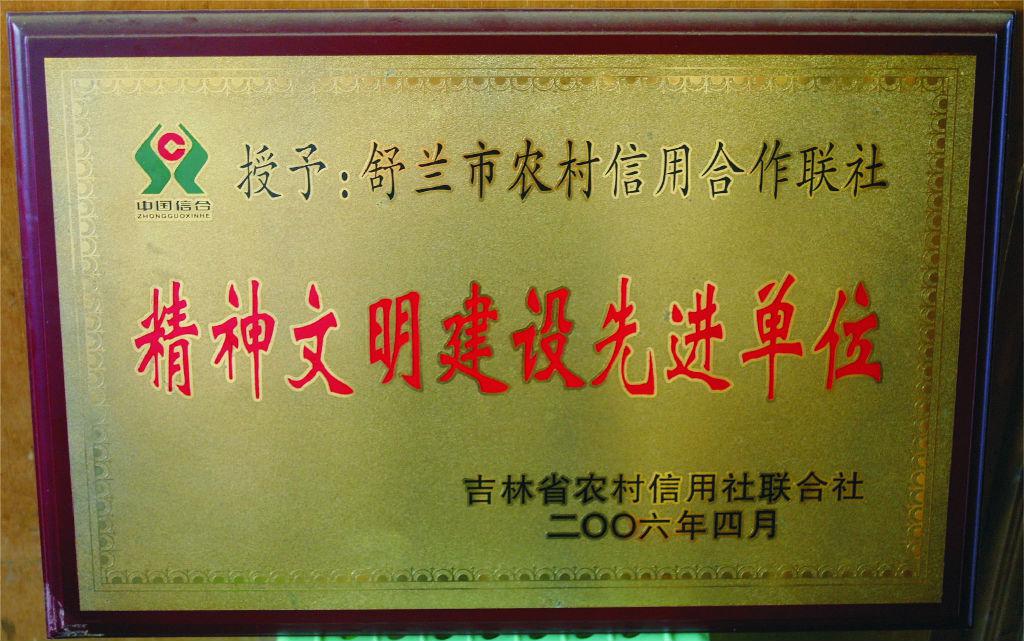 授予:舒兰市农村信用合作联社
中国信合
ZHONGGUOXINHE
精神文明建设先进单位
吉林省农村信用社联合社
二〇〇六年四月